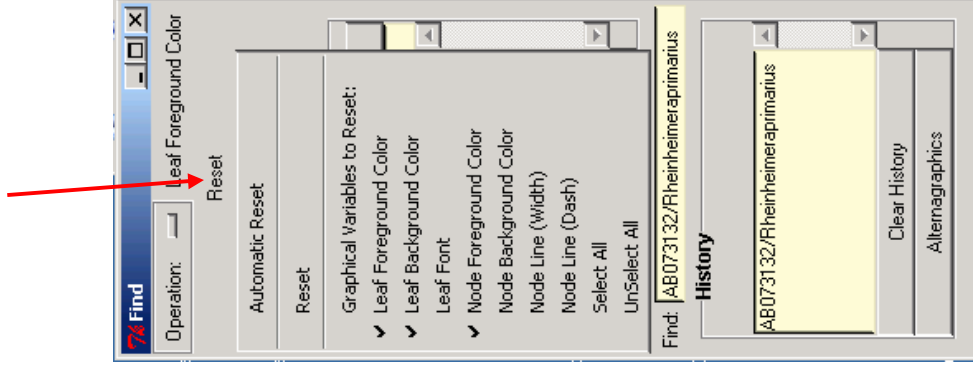 Find
Operation: Leaf Foreground Color
Reset
Automatic Reset
Reset
Graphical Variables to Reset:
Leaf Foreground Color
Leaf Background Color
Leaf Font
Node Foreground Color
Node Background Color
Node Line (Width)
Node Line (Dash)
Select All
UnSelect All
Find: AB073132/Rheinheimeraprimarius
History
AB073132/Rheinheimeraprimarius
Clear History
Alternagraphics